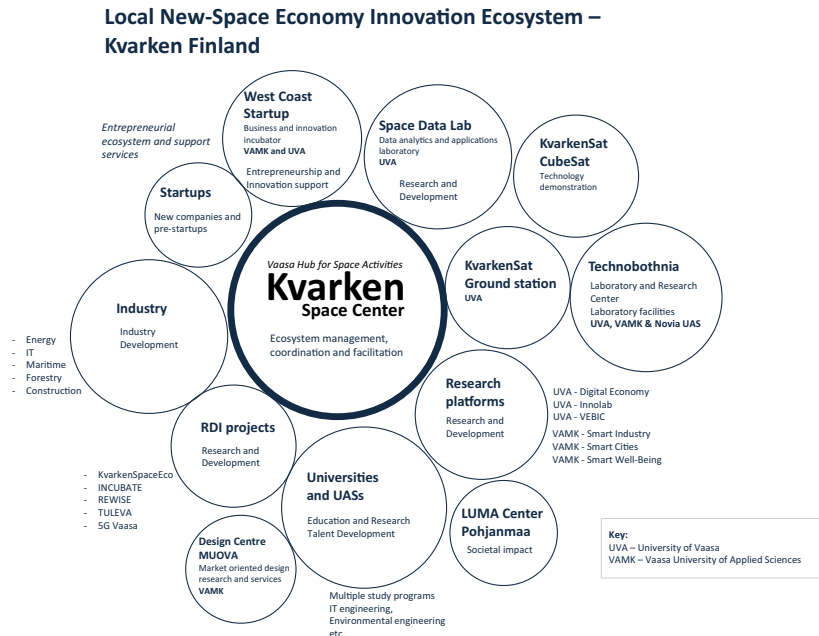 Local New-Space Economy Innovation Ecosystem –
Kvarken Finland
Entrepreneurial
ecosystem and support
services
West Coast
Startup
Business and innovation
incubator
VAMK and UVA
Entrepreneurship and
Innovation support
Space Data Lab
Data analytics and applications
laboratory
UVA
Research and
Development
KvarkenSat
CubeSat
Technology
demonstration
Startups
New companies and
pre-startups
Vaasa Hub for Space Activities
Kvarken
Space Center
Ecosystem management,
coordination and facilitation
KvarkenSat
Ground station
UVA
Technobothnia
Laboratory and Research
Center
Laboratory facilities
UVA, VAMK & Novia UAS
Industry
Industry
Development
- Energy
- IT
- Maritime
- Forestry
- Construction
Research
platforms
Research and
Development
UVA - Digital Economy
UVA - Innolab
UVA - VEBIC
VAMK - Smart Industry
VAMK - Smart Cities
VAMK - Smart Well-Being
RDI projects
Research and
Development
- KvarkenSpaceEco
- INCUBATE
- REWISE
- TULEVA
- 5G Vaasa
Universities
and UASs
Education and Research
Talent Development
LUMA Center
Pohjanmaa
Societal impact
Design Centre
MUOVA
Market oriented design
research and services
VAMK
Multiple study programs
IT engineering,
Environmental engineering
etc
Key:
UVA – University of Vaasa
VAMK – Vaasa University of Applied Sciences